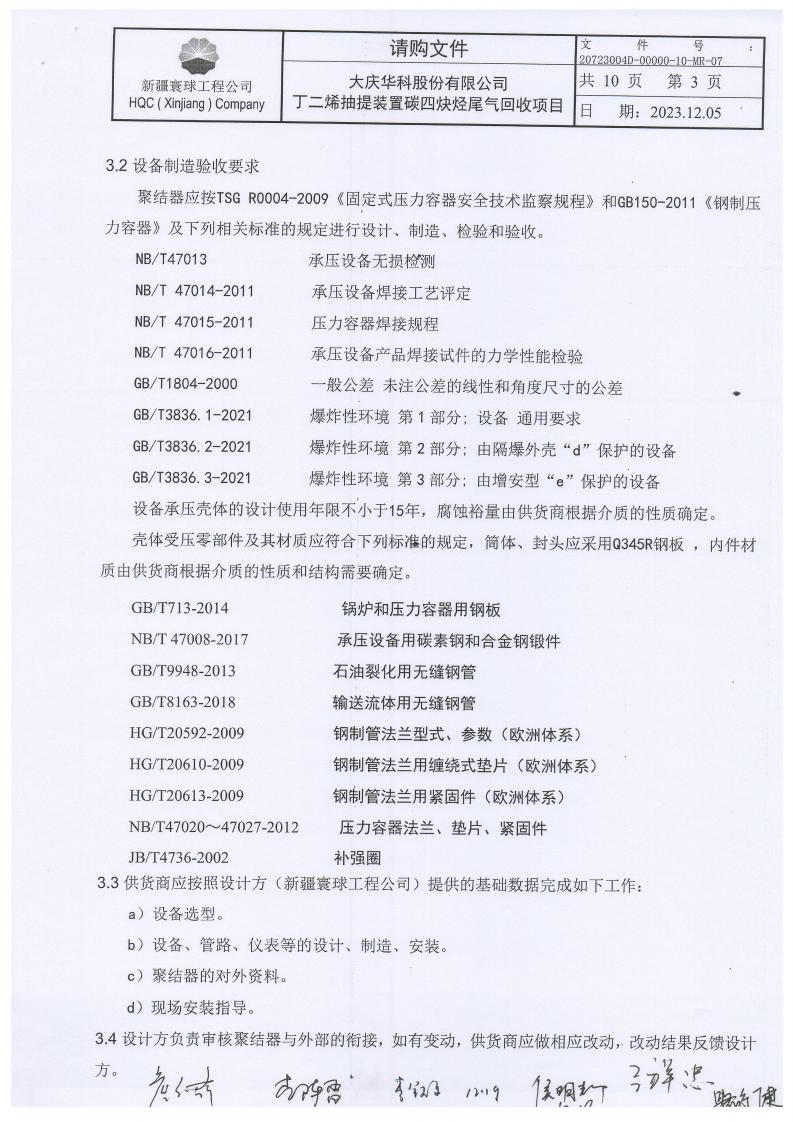 新疆寰球工程公司
HQC ( Xinjiang ) Company
请购文件
大庆华科股份有限公司
丁二烯抽提装置碳四炔烃尾气回收项目
文 件 号 :
20723004D-00000-10-MR-07
共 10 页 第 3 页
日 期: 2023.12.05
3.2 设备制造验收要求
聚结器应按TSG R0004-2009《固定式压力容器安全技术监察规程》和GB150-2011《钢制压
力容器》及下列相关标准的规定进行设计、制造、检验和验收。
NB/T47013 承压设备无损检测
NB/T 47014-2011 承压设备焊接工艺评定
NB/T 47015-2011 压力容器焊接规程
NB/T 47016-2011 承压设备产品焊接试件的力学性能检验
GB/T1804-2000 一般公差 未注公差的线性和角度尺寸的公差
GB/T3836.1-2021 爆炸性环境 第1部分; 设备 通用要求
GB/T3836.2-2021 爆炸性环境 第2部分; 由隔爆外壳“d”保护的设备
GB/T3836.3-2021 爆炸性环境 第3部分; 由增安型“e”保护的设备
设备承压壳体的设计使用年限不小于15年，腐蚀裕量由供货商根据介质的性质确定。
壳体受压零部件及其材质应符合下列标准的规定，筒体、封头应采用Q345R钢板 ，内件材
质由供货商根据介质的性质和结构需要确定。
GB/T713-2014 锅炉和压力容器用钢板
NB/T 47008-2017 承压设备用碳素钢和合金钢锻件
GB/T9948-2013 石油裂化用无缝钢管
GB/T8163-2018 输送流体用无缝钢管
HG/T20592-2009 钢制管法兰型式、参数（欧洲体系）
HG/T20610-2009 钢制管法兰用缠绕式垫片（欧洲体系）
HG/T20613-2009 钢制管法兰用紧固件（欧洲体系）
NB/T47020～47027-2012 压力容器法兰、垫片、紧固件
JB/T4736-2002 补强圈
3.3 供货商应按照设计方（新疆寰球工程公司）提供的基础数据完成如下工作：
a）设备选型。
b）设备、管路、仪表等的设计、制造、安装。
c）聚结器的对外资料。
d）现场安装指导。
3.4 设计方负责审核聚结器与外部的衔接，如有变动，供货商应做相应改动，改动结果反馈设计
方。